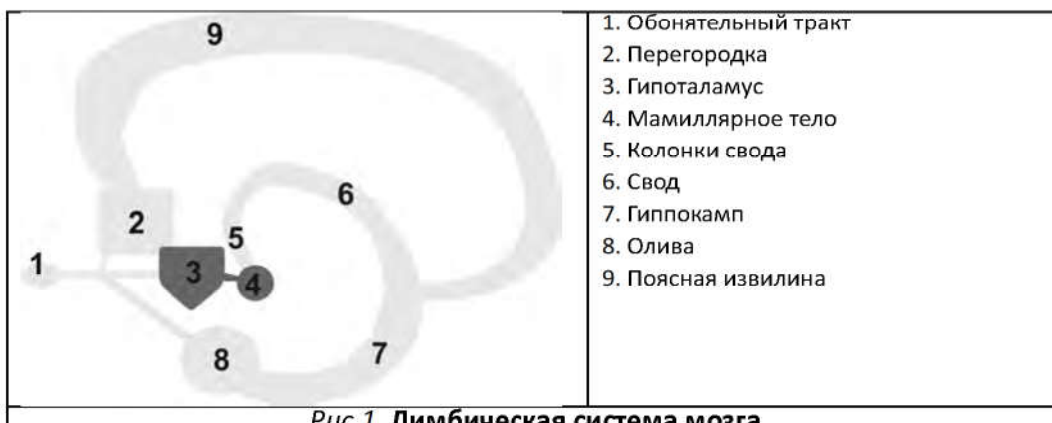 9
2
6
5
1
3
4
8
7
1. Обонятельный тракт
2. Перегородка
3. Гипоталамус
4. Мамиллярное тело
5. Колонки свода
6. Свод
7. Гиппокамп
8. Олива
9. Поясная извилина
Рис.1. Лимбическая система мозга